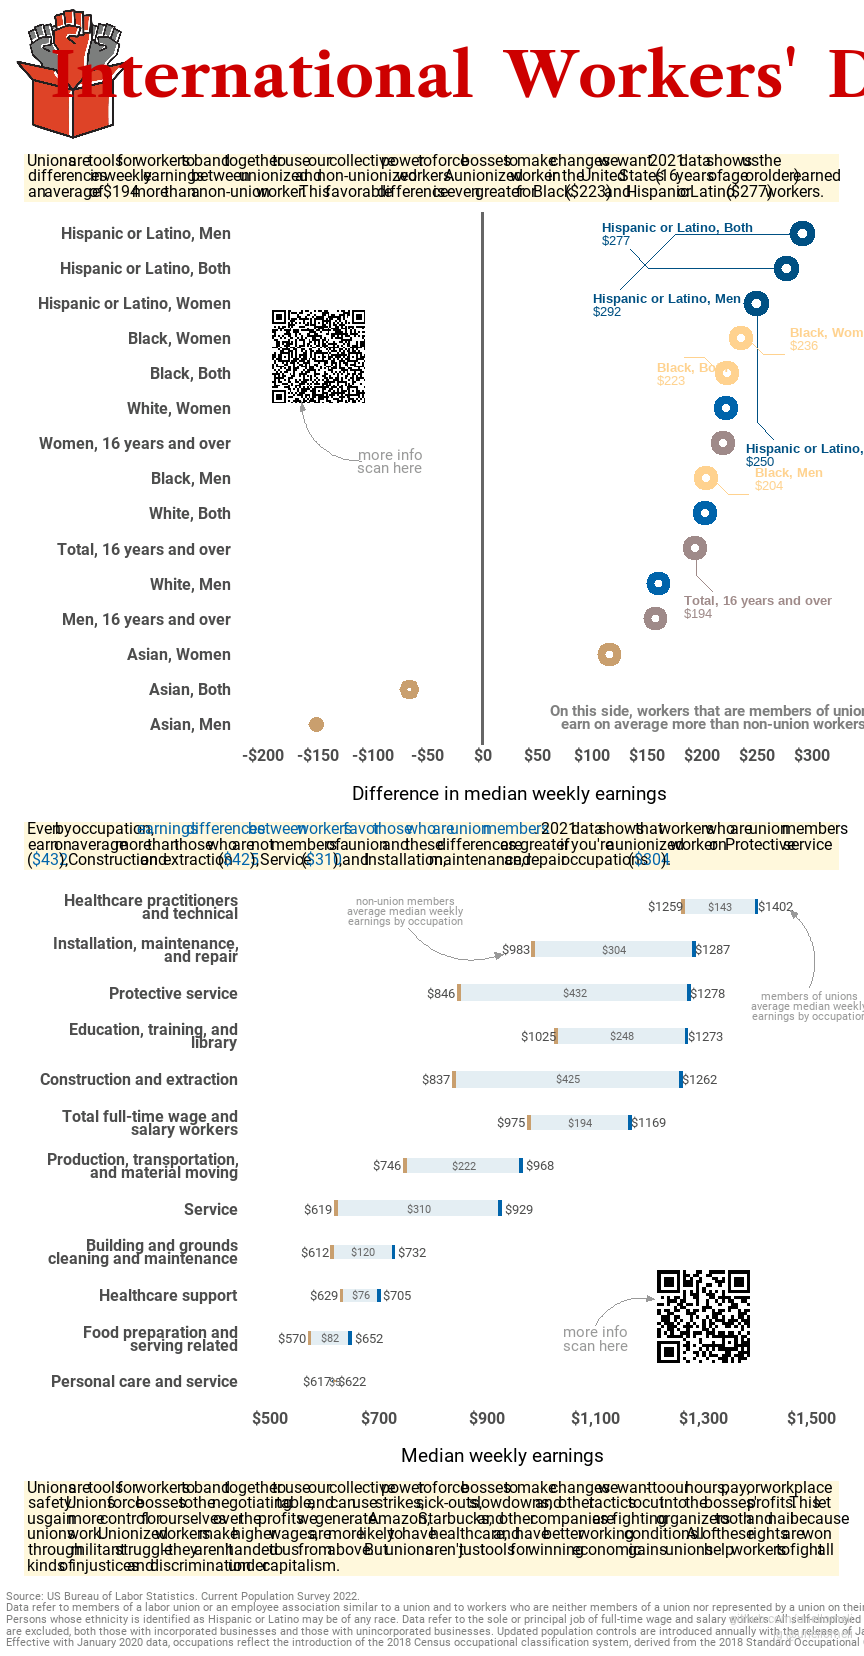 International Workers' D
Unions are tools for workers to band together to use our collective power to force bosses to make changes we want. 2021 data shows us the
differences in weekly earnings between unionized and non-unionized workers. A unionized worker in the United States (16 years of age or older) earned
an average of $194 more than a non-union worker. This favorable difference is even greater for Black ($223) and Hispanic or Latino ($277) workers.
Hispanic or Latino, Men
Hispanic or Latino, Both
Hispanic or Latino, Women
Black, Women
Black, Both
White, Women
Women, 16 years and over
Black, Men
White, Both
Total, 16 years and over
White, Men
Men, 16 years and over
Asian, Women
Asian, Both
Asian, Men
Hispanic or Latino, Both
$277
Hispanic or Latino, Men
$292
Black, Wom
$236
Black, Bo
$223
Hispanic or Latino,
$250
Black, Men
$204
Total, 16 years and over
$194
more info
scan here
On this side, workers that are members of union
earn on average more than non-union workers
-$200 -$150 -$100 -$50 $0 $50 $100 $150 $200 $250 $300
Difference in median weekly earnings
Even by occupation, earnings differences between workers favor those who are union members. 2021 data shows that workers who are union members
earn on average more than those who are not members of a union and these differences are greater if you're a unionized worker on Protective service
($432), Construction and extraction ($425), Service ($310), and Installation, maintenance, and repair occupations ($304).
Healthcare practitioners
and technical
$1259 $143 $1402
Installation, maintenance,
and repair
$983 $304 $1287
Protective service
$846 $432 $1278
Education, training, and
library
$1025 $248 $1273
Construction and extraction
$837 $425 $1262
Total full-time wage and
salary workers
$975 $194 $1169
Production, transportation,
and material moving
$746 $222 $968
Service
$619 $310 $929
Building and grounds
cleaning and maintenance
$612 $120 $732
Healthcare support
$629 $76 $705
Food preparation and
serving related
$570 $82 $652
Personal care and service
$617 $5 $622
non-union members
average median weekly
earnings by occupation
members of unions
average median weekly
earnings by occupation
more info
scan here
$500 $700 $900 $1,100 $1,300 $1,500
Median weekly earnings
Unions are tools for workers to band together to use our collective power to force bosses to make changes we want -- to our hours, pay, or workplace
safety. Unions force bosses to the negotiating table, and can use strikes, sick-outs, slowdowns, and other tactics to cut into the bosses' profits. This let
us gain more control for ourselves over the profits we generate. Amazon, Starbucks, and other companies are fighting organizers tooth and nail because
unions work. Unionized workers make higher wages, are more likely to have healthcare, and have better working conditions. All of these rights are won
through militant struggle - they aren't handed to us from above. But unions aren't just tools for winning economic gains: unions help workers to fight all
kinds of injustices and discrimination under capitalism.
Source: US Bureau of Labor Statistics. Current Population Survey 2022.
Data refer to members of a labor union or an employee association similar to a union and to workers who are neither members of a union nor represented by a union on their
Persons whose ethnicity is identified as Hispanic or Latino may be of any race. Data refer to the sole or principal job of full-time wage and salary workers. All self-employed
are excluded, both those with incorporated businesses and those with unincorporated businesses. Updated population controls are introduced annually with the release of Ja
Effective with January 2020 data, occupations reflect the introduction of the 2018 Census occupational classification system, derived from the 2018 Standard Occupational